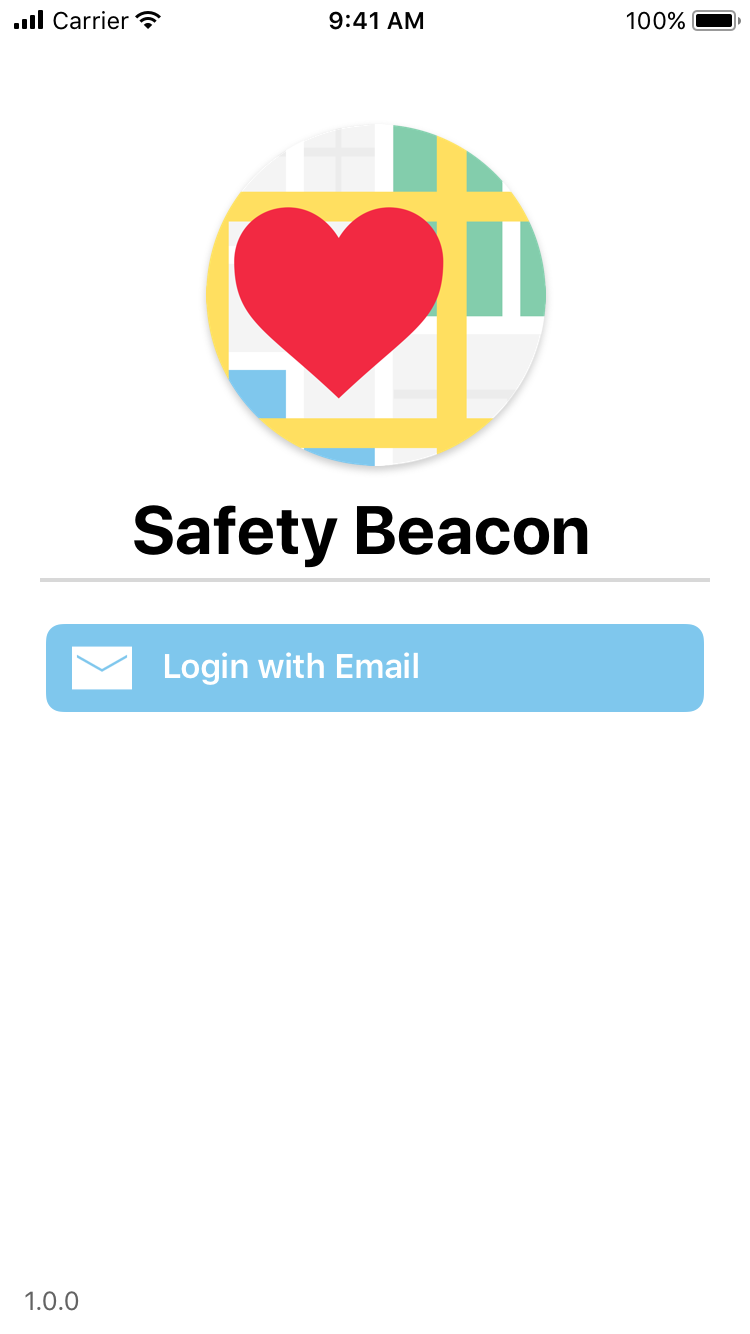 Carrier 9:41 AM 100%
Safety Beacon
Login with Email
1.0.0